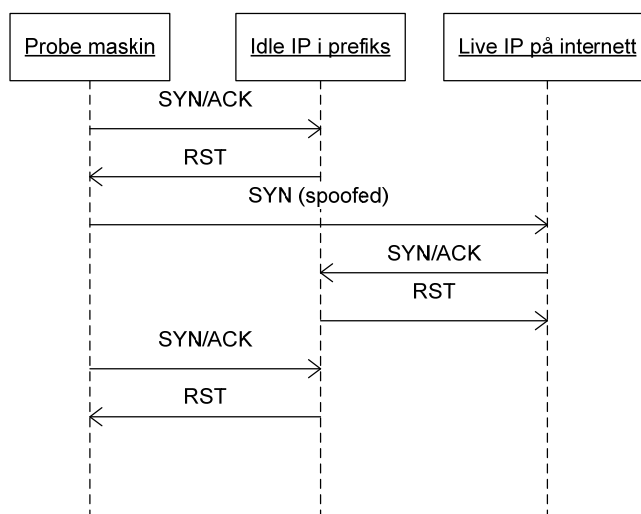 Probe maskin
Idle IP i prefiks
Live IP på internett
SYN/ACK
RST
SYN (spoofed)
SYN/ACK
RST
SYN/ACK
RST